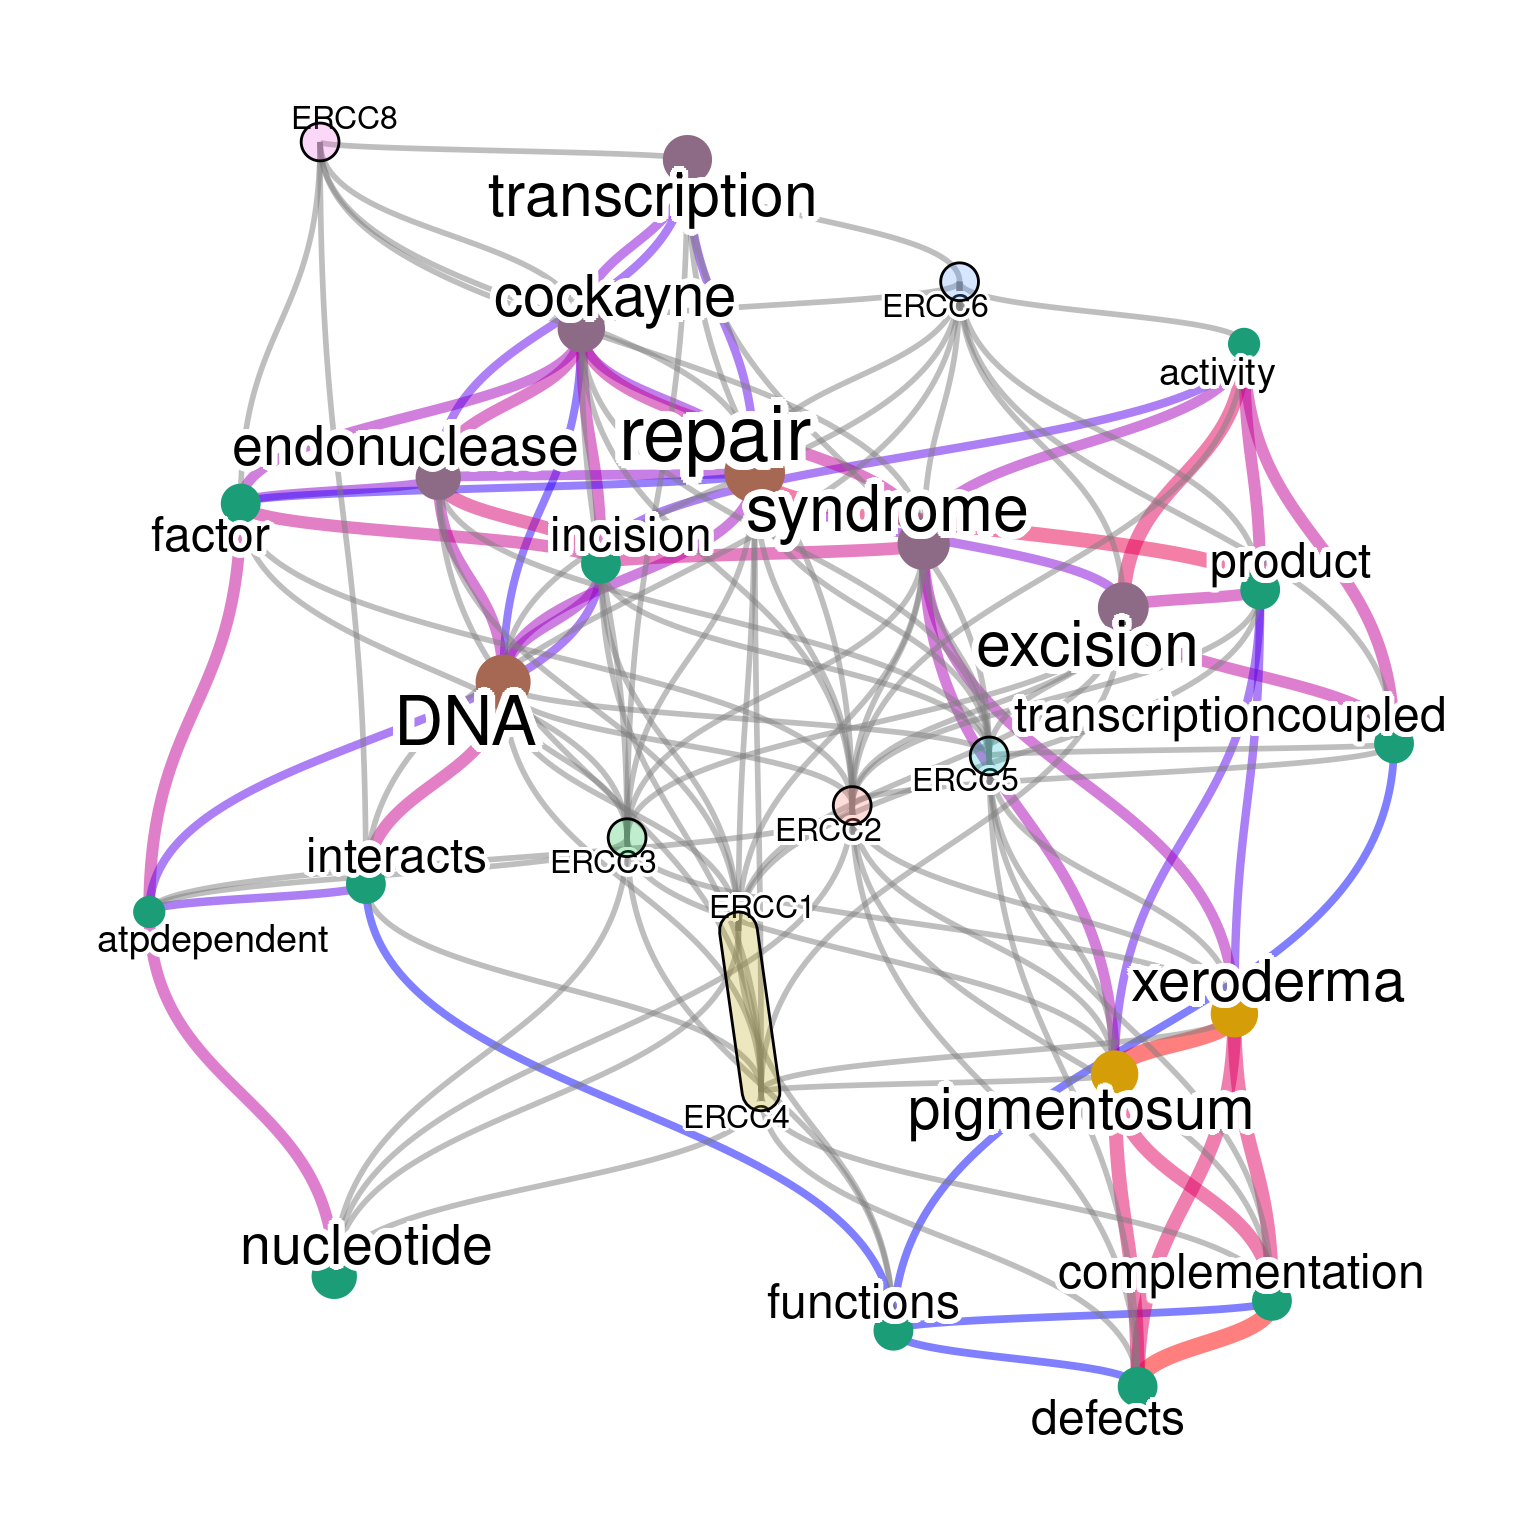 ERCC8
transcription
cockayne
ERCC6
activity
repair
endonuclease
syndrome
factor
incision
product
excision
DNA
transcriptioncoupled
ERCC5
ERCC2
interacts
ERCC3
ERCC1
atpdependent
xeroderma
pigmentosum
ERCC4
nucleotide
complementation
functions
defects